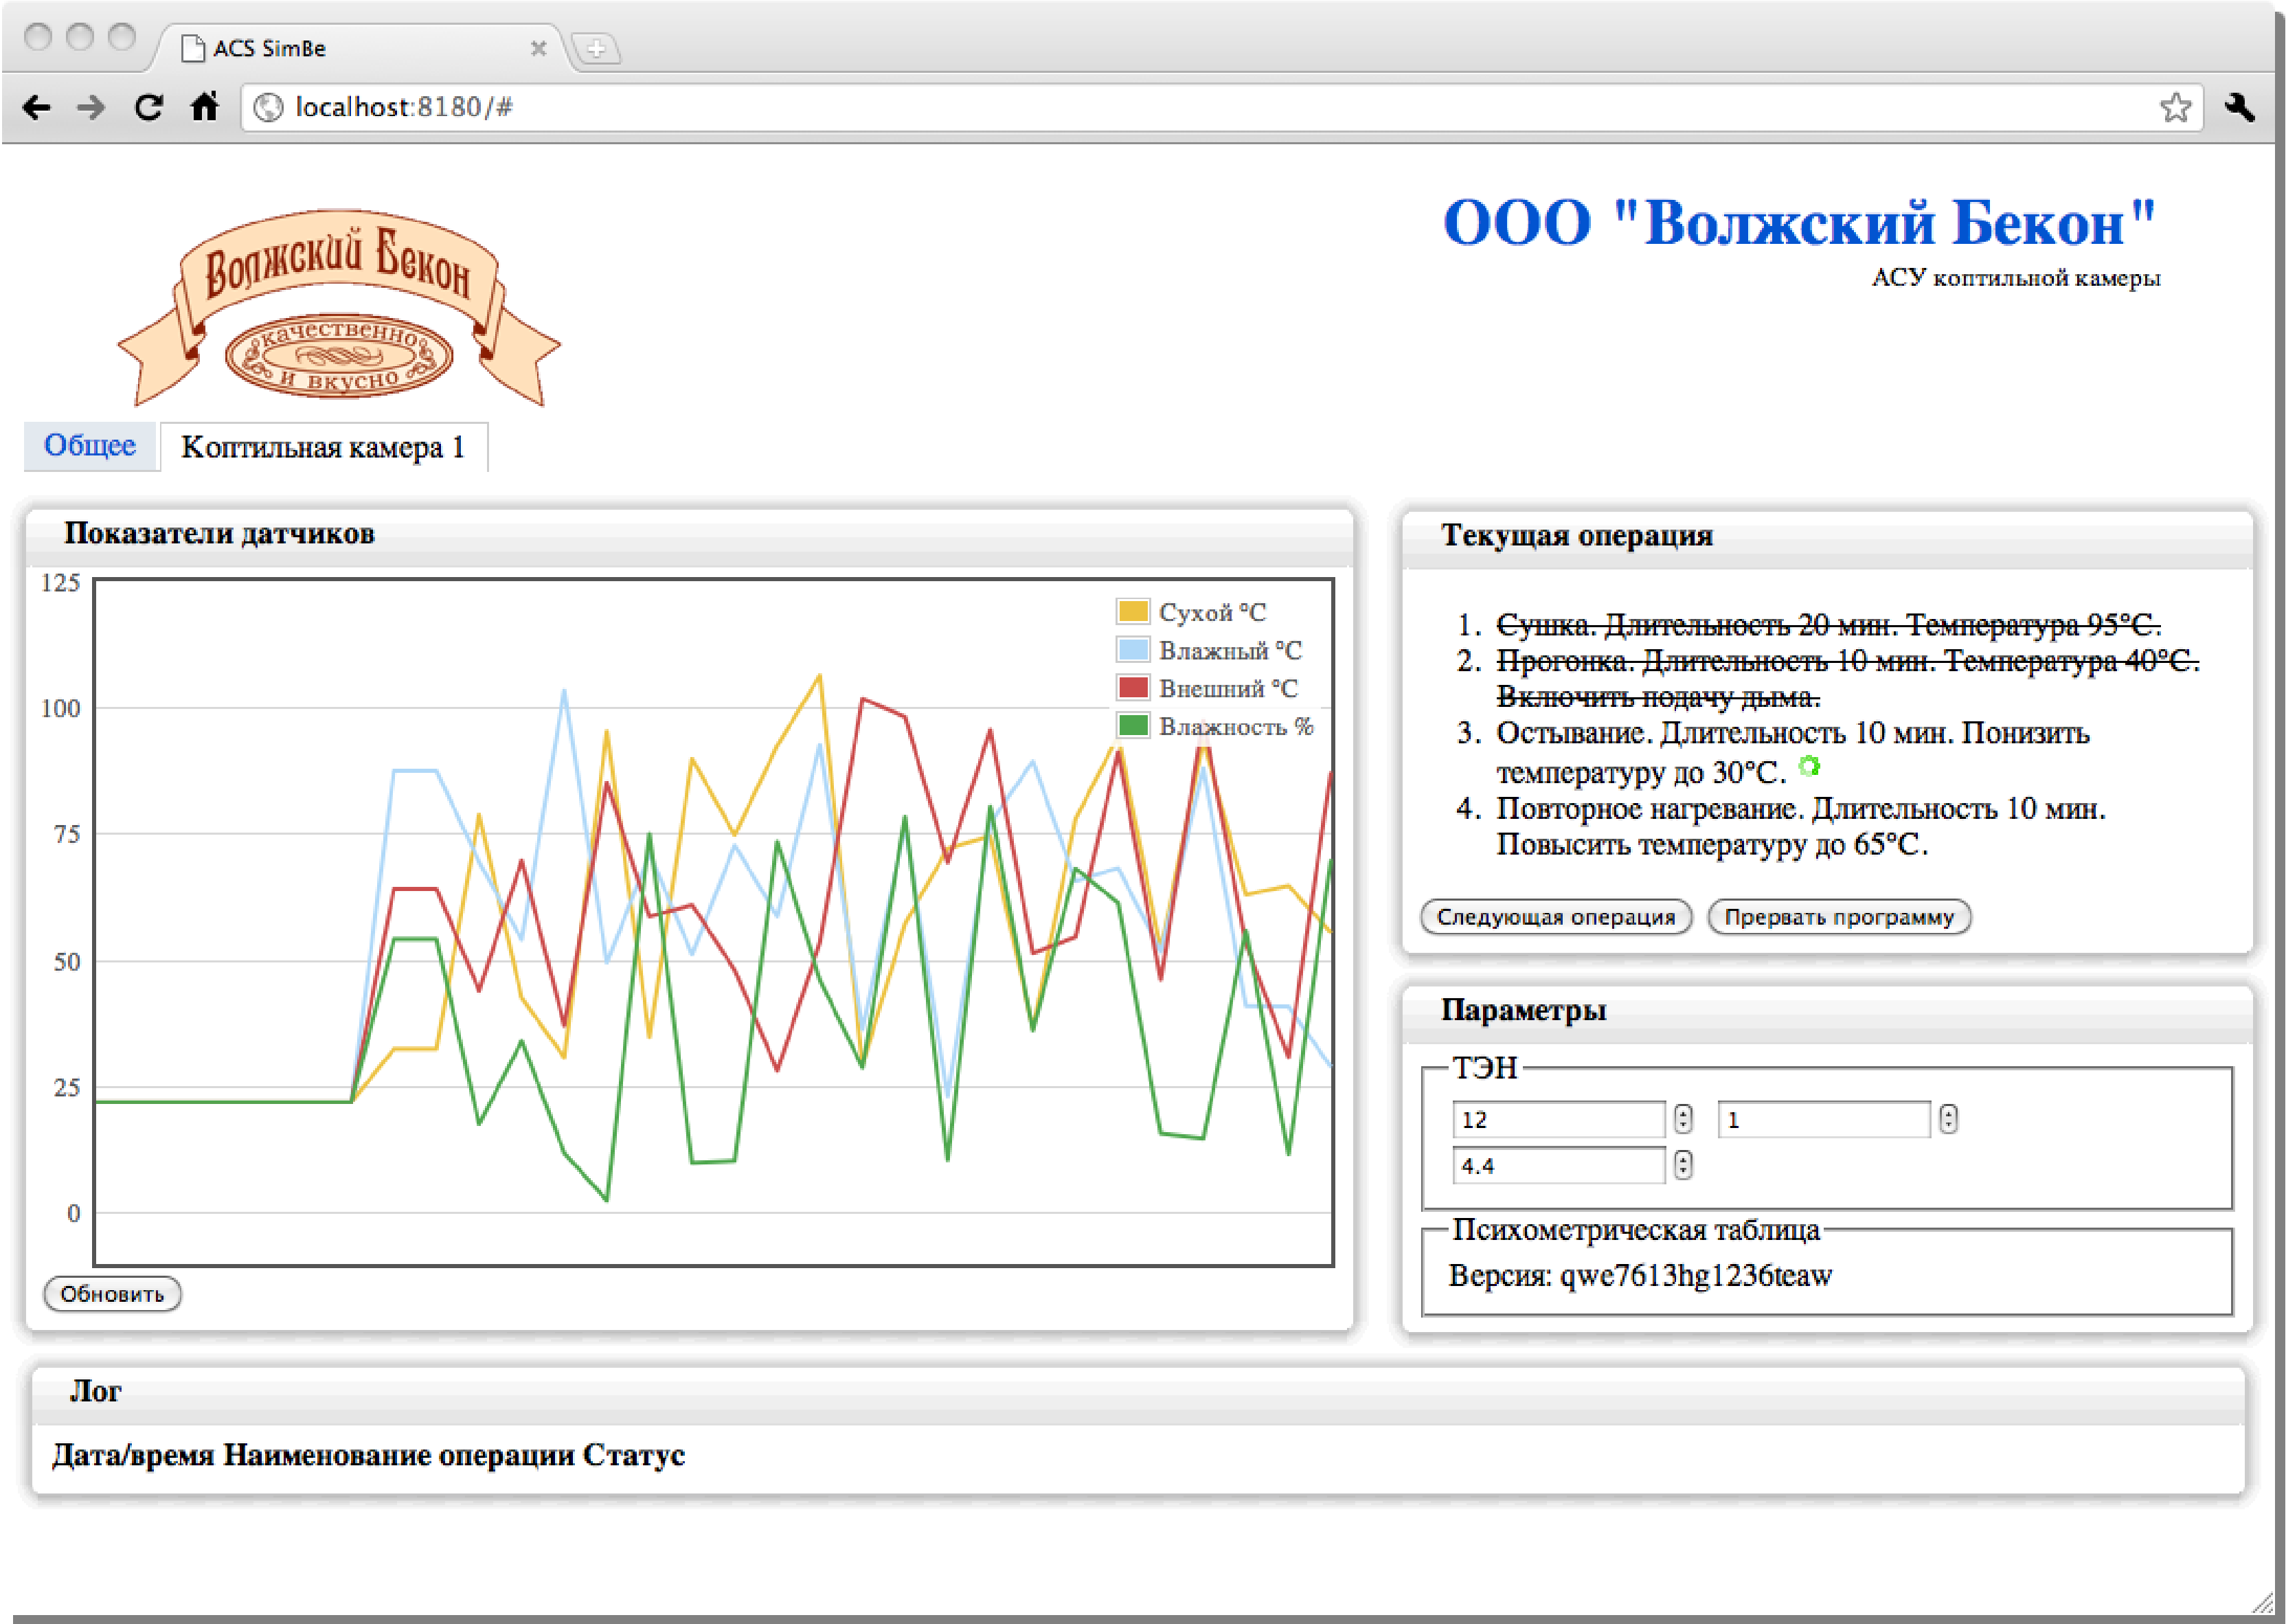 ACS SimBe
localhost:8180/#
Волжский Бекон
качественно
и вкусно
ООО "Волжский Бекон"
АСУ коптильной камеры
Общее
Коптильная камера 1
Показатели датчиков
125
100
75
50
25
0
Сухой °C
Влажный °C
Внешний °C
Влажность %
Обновить
Текущая операция
1. Сушка. Длительность 20 мин. Температура 95°C.
2. Прогонка. Длительность 10 мин. Температура 40°C.
Включить подачу дыма.
3. Остывание. Длительность 10 мин. Понизить
температуру до 30°C.
4. Повторное нагревание. Длительность 10 мин.
Повысить температуру до 65°C.
Следующая операция
Прервать программу
Параметры
ТЭН
12
1
4.4
Психометрическая таблица
Версия: qwe7613hg1236teaw
Лог
Дата/время Наименование операции Статус